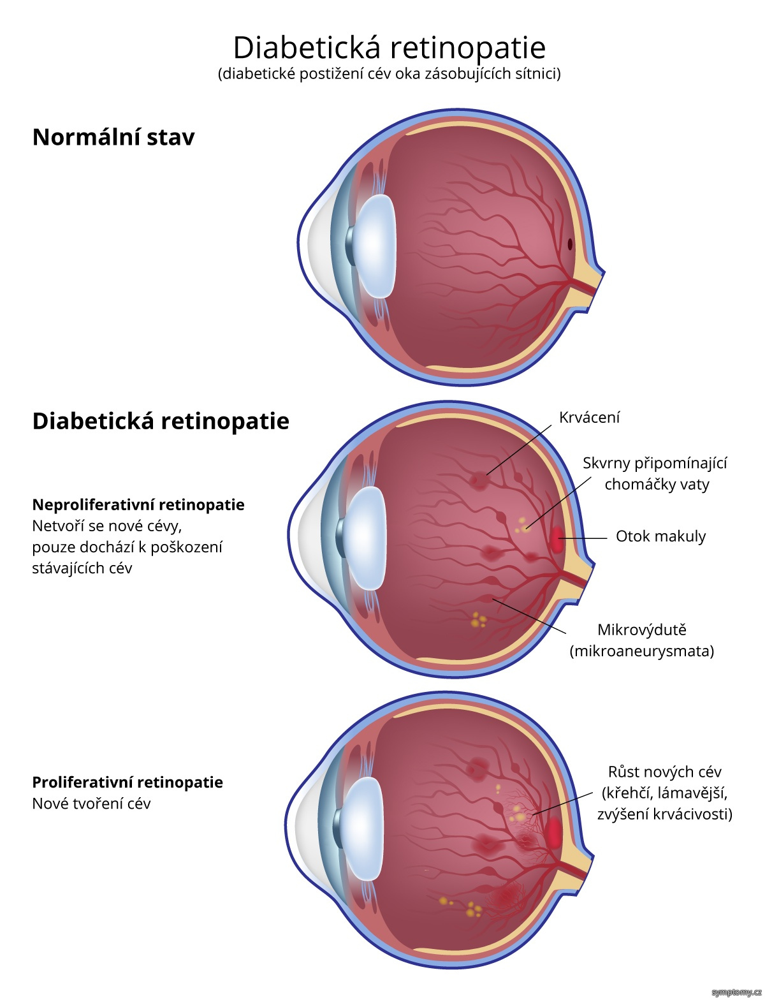 Diabetická retinopatie
(diabetické postižení cév oka zásobujících sítnici)
Normální stav
Diabetická retinopatie
Krvácení
Skvrny připomínající
chomáčky vaty
Neproliferativní retinopatie
Netvoří se nové cévy,
pouze dochází k poškození
stávajících cév
Otok makuly
Mikrovýdutě
(mikroaneurysmata)
Proliferativní retinopatie
Nové tvoření cév
Růst nových cév
(křehčí, lámavější,
zvýšení krvácivosti)
symptomy.cz